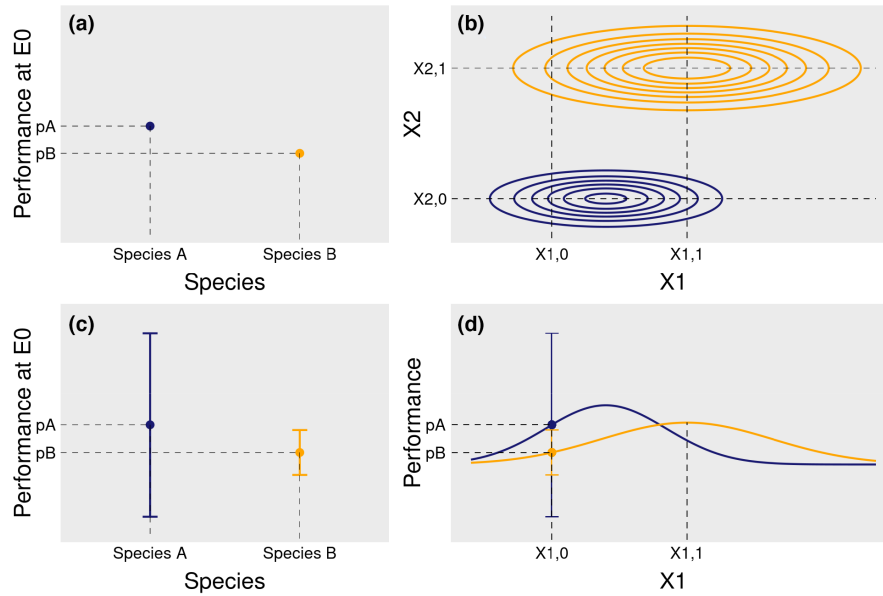 (a)
Performance at E0
pA
pB
Species A
Species B
Species
(b)
X2
X2,1
X2,0
X1,0
X1,1
X1
(c)
Performance at E0
pA
pB
Species A
Species B
Species
(d)
Performance
pA
pB
X1,0
X1,1
X1